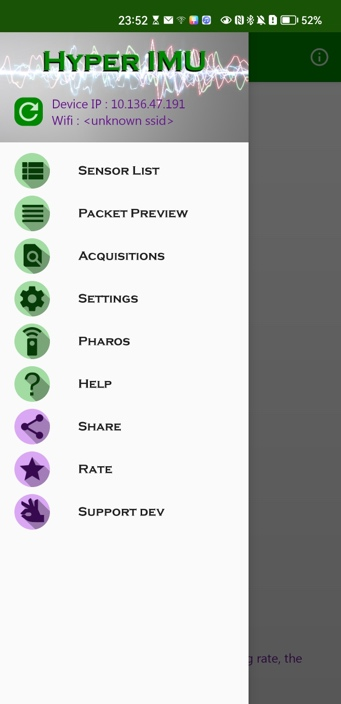 23:52
52%
Hyper IMU
Device IP : 10.136.47.191
Wifi : <unknown ssid>
Sensor List
Packet Preview
Acquisitions
Settings
Pharos
Help
Share
Rate
Support dev
rate, the